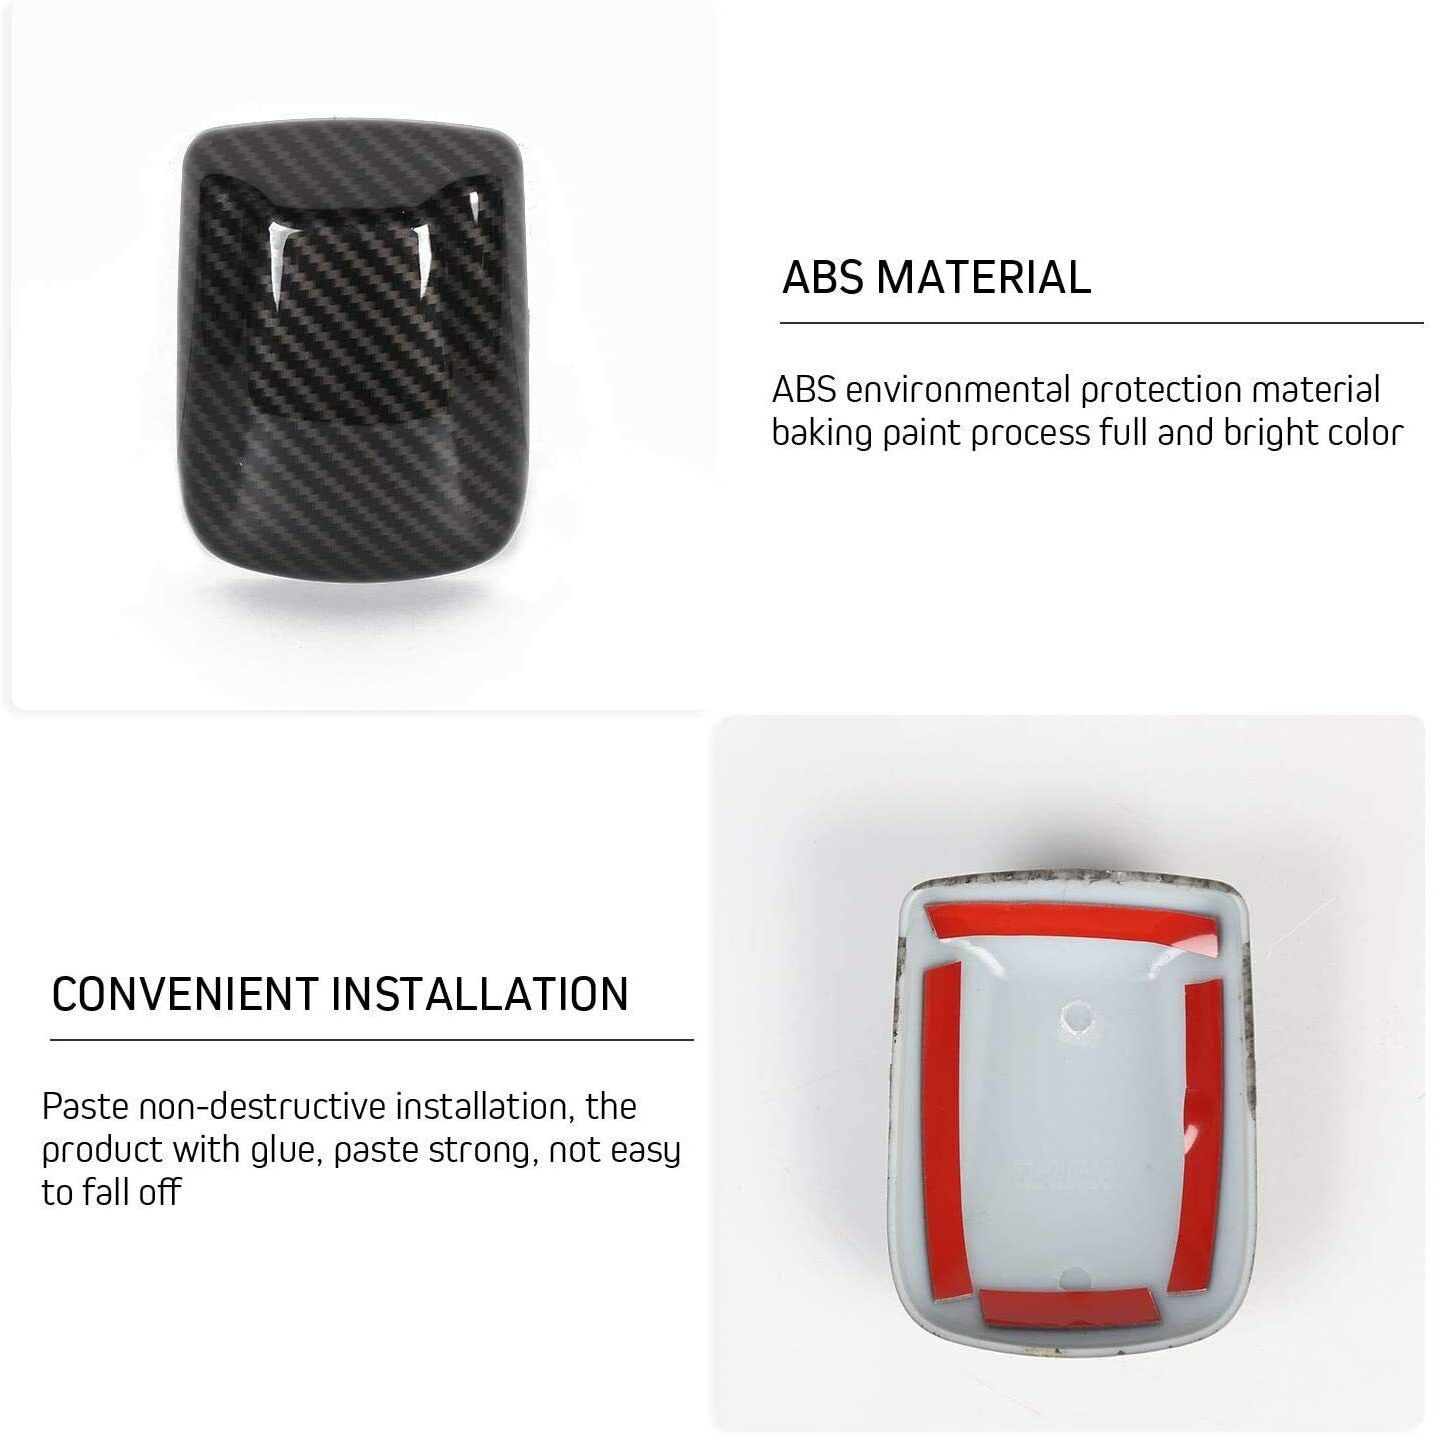 ABS MATERIAL
ABS environmental protection material
baking paint process full and bright color
CONVENIENT INSTALLATION
Paste non-destructive installation, the
product with glue, paste strong, not easy
to fall off